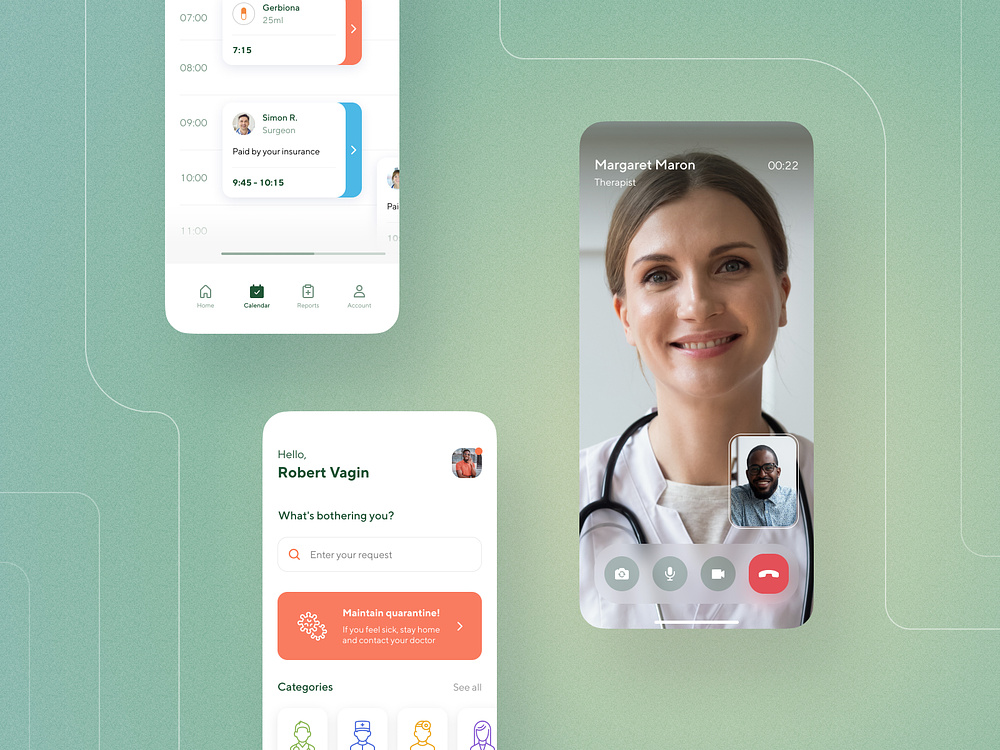 07:00
Gerbiona
25ml
7:15
08:00
09:00
Simon R.
Surgeon
Paid by your insurance
10:00
9:45 - 10:15
Pai
10
11:00
Home
Calendar
Reports
Account
Hello,
Robert Vagin
What's bothering you?
Enter your request
Maintain quarantine!
If you feel sick, stay home
and contact your doctor
Categories
See all
Margaret Maron
00:22
Therapist